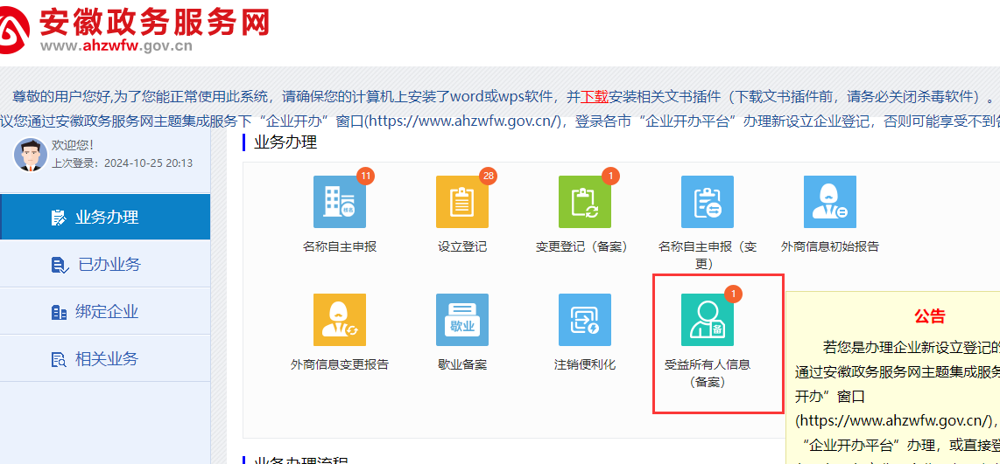 安徽政务服务网
www.ahzwfw.gov.cn
尊敬的用户您好,为了您能正常使用此系统，请确保您的计算机上安装了word或wps软件，并下载安装相关文书插件（下载文书插件前，请务必关闭杀毒软件）。
议您通过安徽政务服务网主题集成服务下“企业开办”窗口(https://www.ahzwfw.gov.cn/)，登录各市“企业开办平台”办理新设立企业登记，否则可能享受不到
欢迎您!
上次登录：2024-10-25 20:13
业务办理
已办业务
绑定企业
相关业务
业务办理
11
28
1
名称自主申报
设立登记
变更登记（备案）
名称自主申报（变
更）
外商信息初始报告
歇业
1
备
外商信息变更报告
歇业备案
注销便利化
受益所有人信息
（备案）
公告
若您是办理企业新设立登记的
通过安徽政务服务网主题集成服务
开办”窗口
(https://www.ahzwfw.gov.cn/)，
“企业开办平台”办理，或直接登
业务办理流程